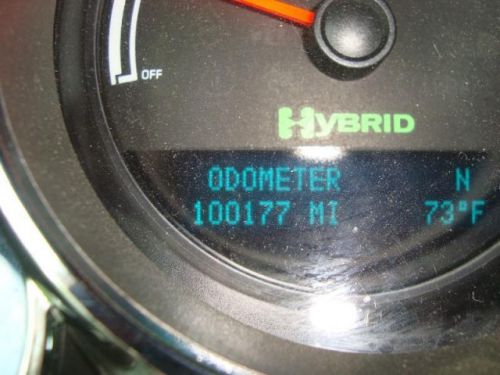 OFF
HYBRID
ODOMETER N
100177 MI 73°F